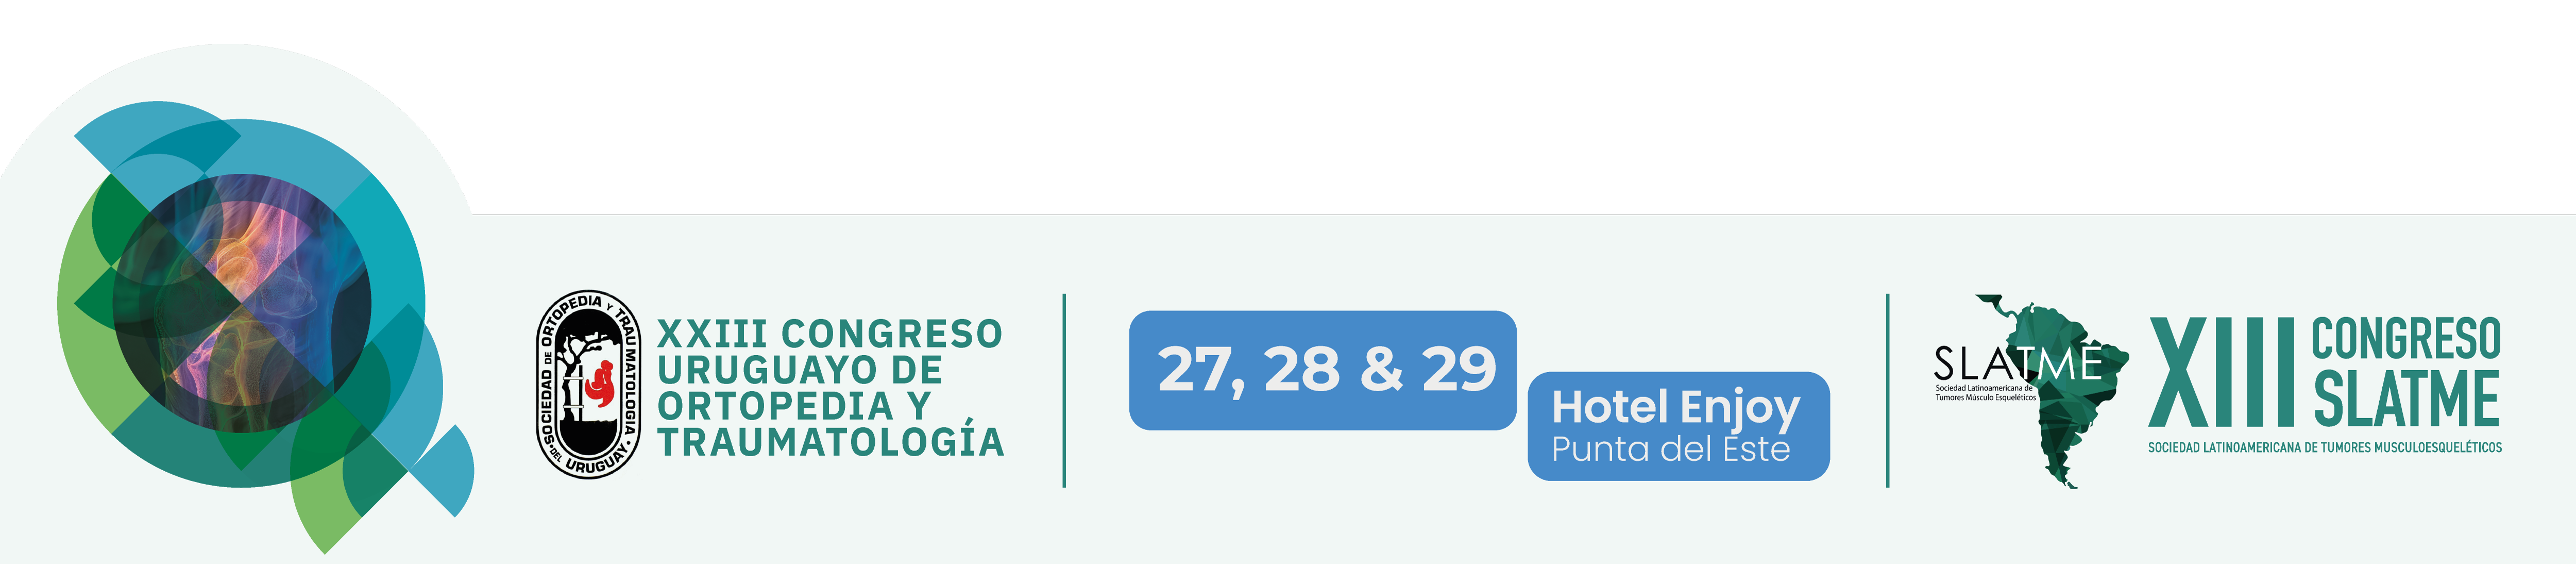 SOCIEDAD DE ORTOPEDIA Y TRAUMATOLOGIA • DEL URUGUAY •
XXIII CONGRESO
URUGUAYO DE
ORTOPEDIA Y
TRAUMATOLOGÍA
27, 28 & 29
Hotel Enjoy
Punta del Este
SLATME
Sociedad Latinoamericana de
Tumores Músculo Esqueléticos
XIII CONGRESO
SLATME
SOCIEDAD LATINOAMERICANA DE TUMORES MUSCULOESQUELÉTICOS